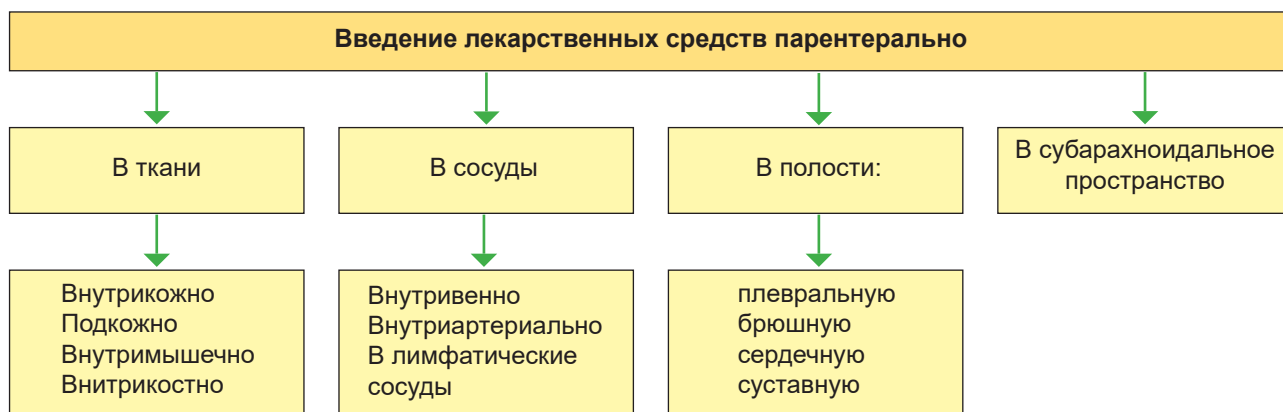 Введение лекарственных средств парентерально
В ткани
В сосуды
В полости:
В субарахноидальное
пространство
Внутрикожно
Подкожно
Внутримышечно
Внитрикостно
Внутривенно
Внутриартериально
В лимфатические
сосуды
плевральную
брюшную
сердечную
суставную